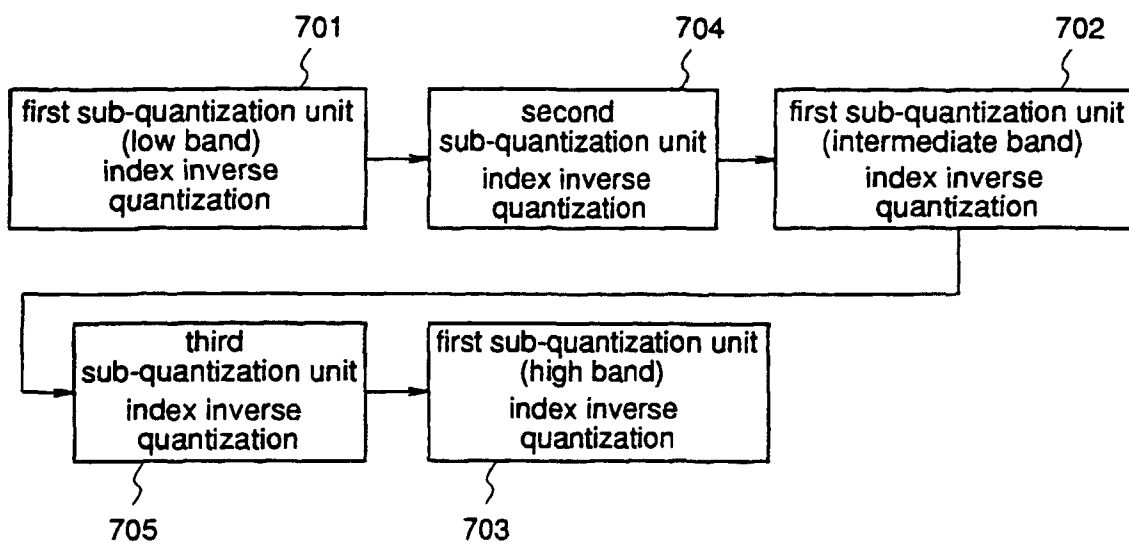 701
704
702
first sub-quantization unit
(low band)
index inverse
quantization
second
sub-quantization unit
index inverse
quantization
first sub-quantization unit
(intermediate band)
index inverse
quantization
third
sub-quantization unit
index inverse
quantization
first sub-quantization unit
(high band)
index inverse
quantization
705
703